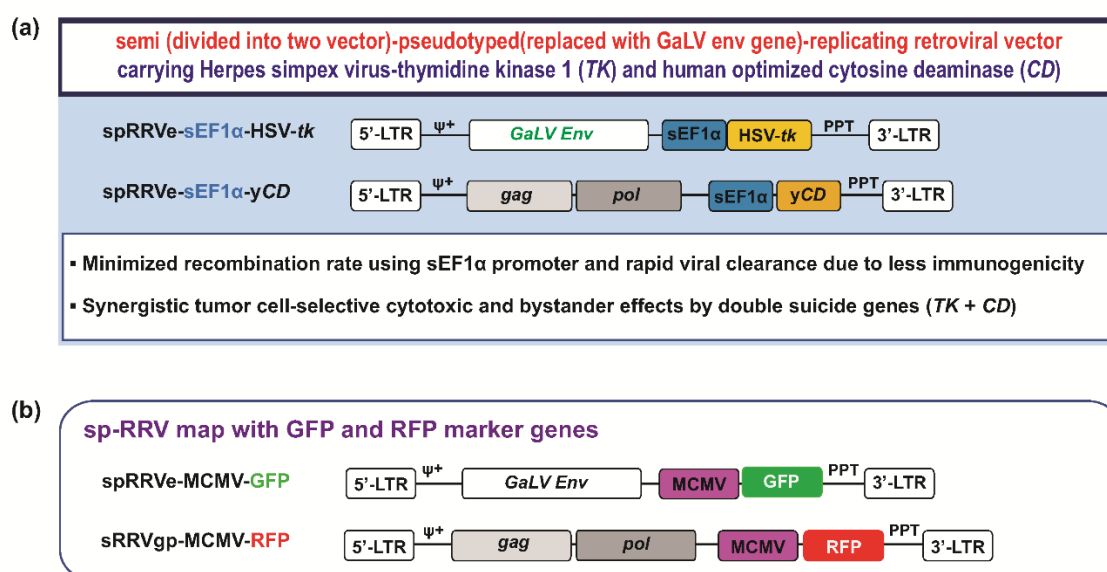 (a)
semi (divided into two vector)-pseudotyped(replaced with GaLV env gene)-replicating retroviral vector
carrying Herpes simpex virus-thymidine kinase 1 (TK) and human optimized cytosine deaminase (CD)
spRRVe-sEF1α-HSV-tk 5'-LTR ψ+ GaLV Env sEF1α HSV-tk PPT 3'-LTR
spRRVe-sEF1α-yCD 5'-LTR ψ+ gag pol sEF1α yCD PPT 3'-LTR
▪ Minimized recombination rate using sEF1α promoter and rapid viral clearance due to less immunogenicity
▪ Synergistic tumor cell-selective cytotoxic and bystander effects by double suicide genes (TK + CD)
(b)
sp-RRV map with GFP and RFP marker genes
spRRVe-MCMV-GFP 5'-LTR ψ+ GaLV Env MCMV GFP PPT 3'-LTR
sRRVgp-MCMV-RFP 5'-LTR ψ+ gag pol MCMV RFP PPT 3'-LTR